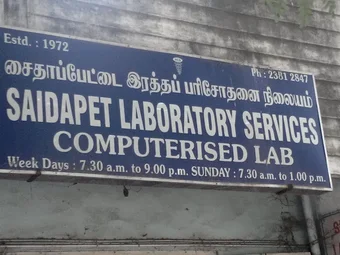 Estd. : 1972
Ph : 2381 2847
சைதாப்பேட்டை இரத்தப் பரிசோதனை நிலையம்
SAIDAPET LABORATORY SERVICES
COMPUTERISED LAB
Week Days : 7.30 a.m. to 9.00 p.m. SUNDAY : 7.30 a.m. to 1.00 p.m.